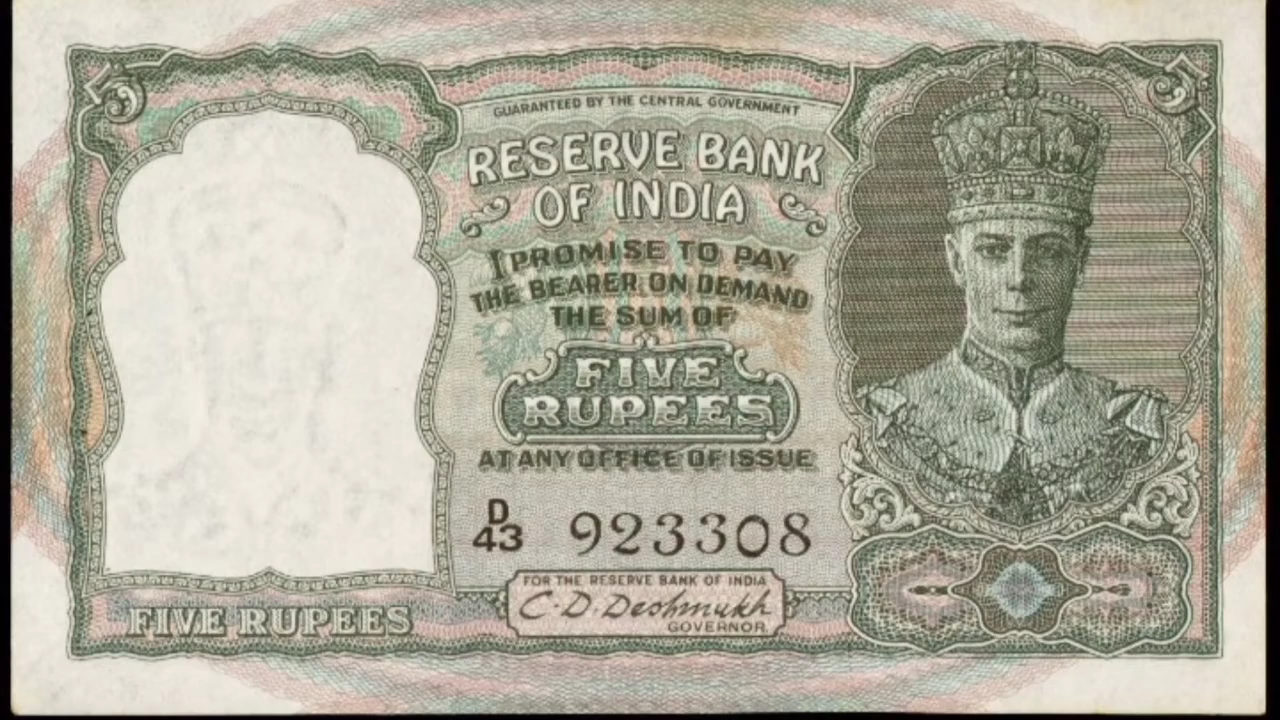 5
5
GUARANTEED BY THE CENTRAL GOVERNMENT
RESERVE BANK
OF INDIA
I PROMISE TO PAY
THE BEARER ON DEMAND
THE SUM OF
FIVE
RUPEES
AT ANY OFFICE OF ISSUE
D/43 923308
FOR THE RESERVE BANK OF INDIA
C. D. Deshmukh
GOVERNOR.
FIVE RUPEES